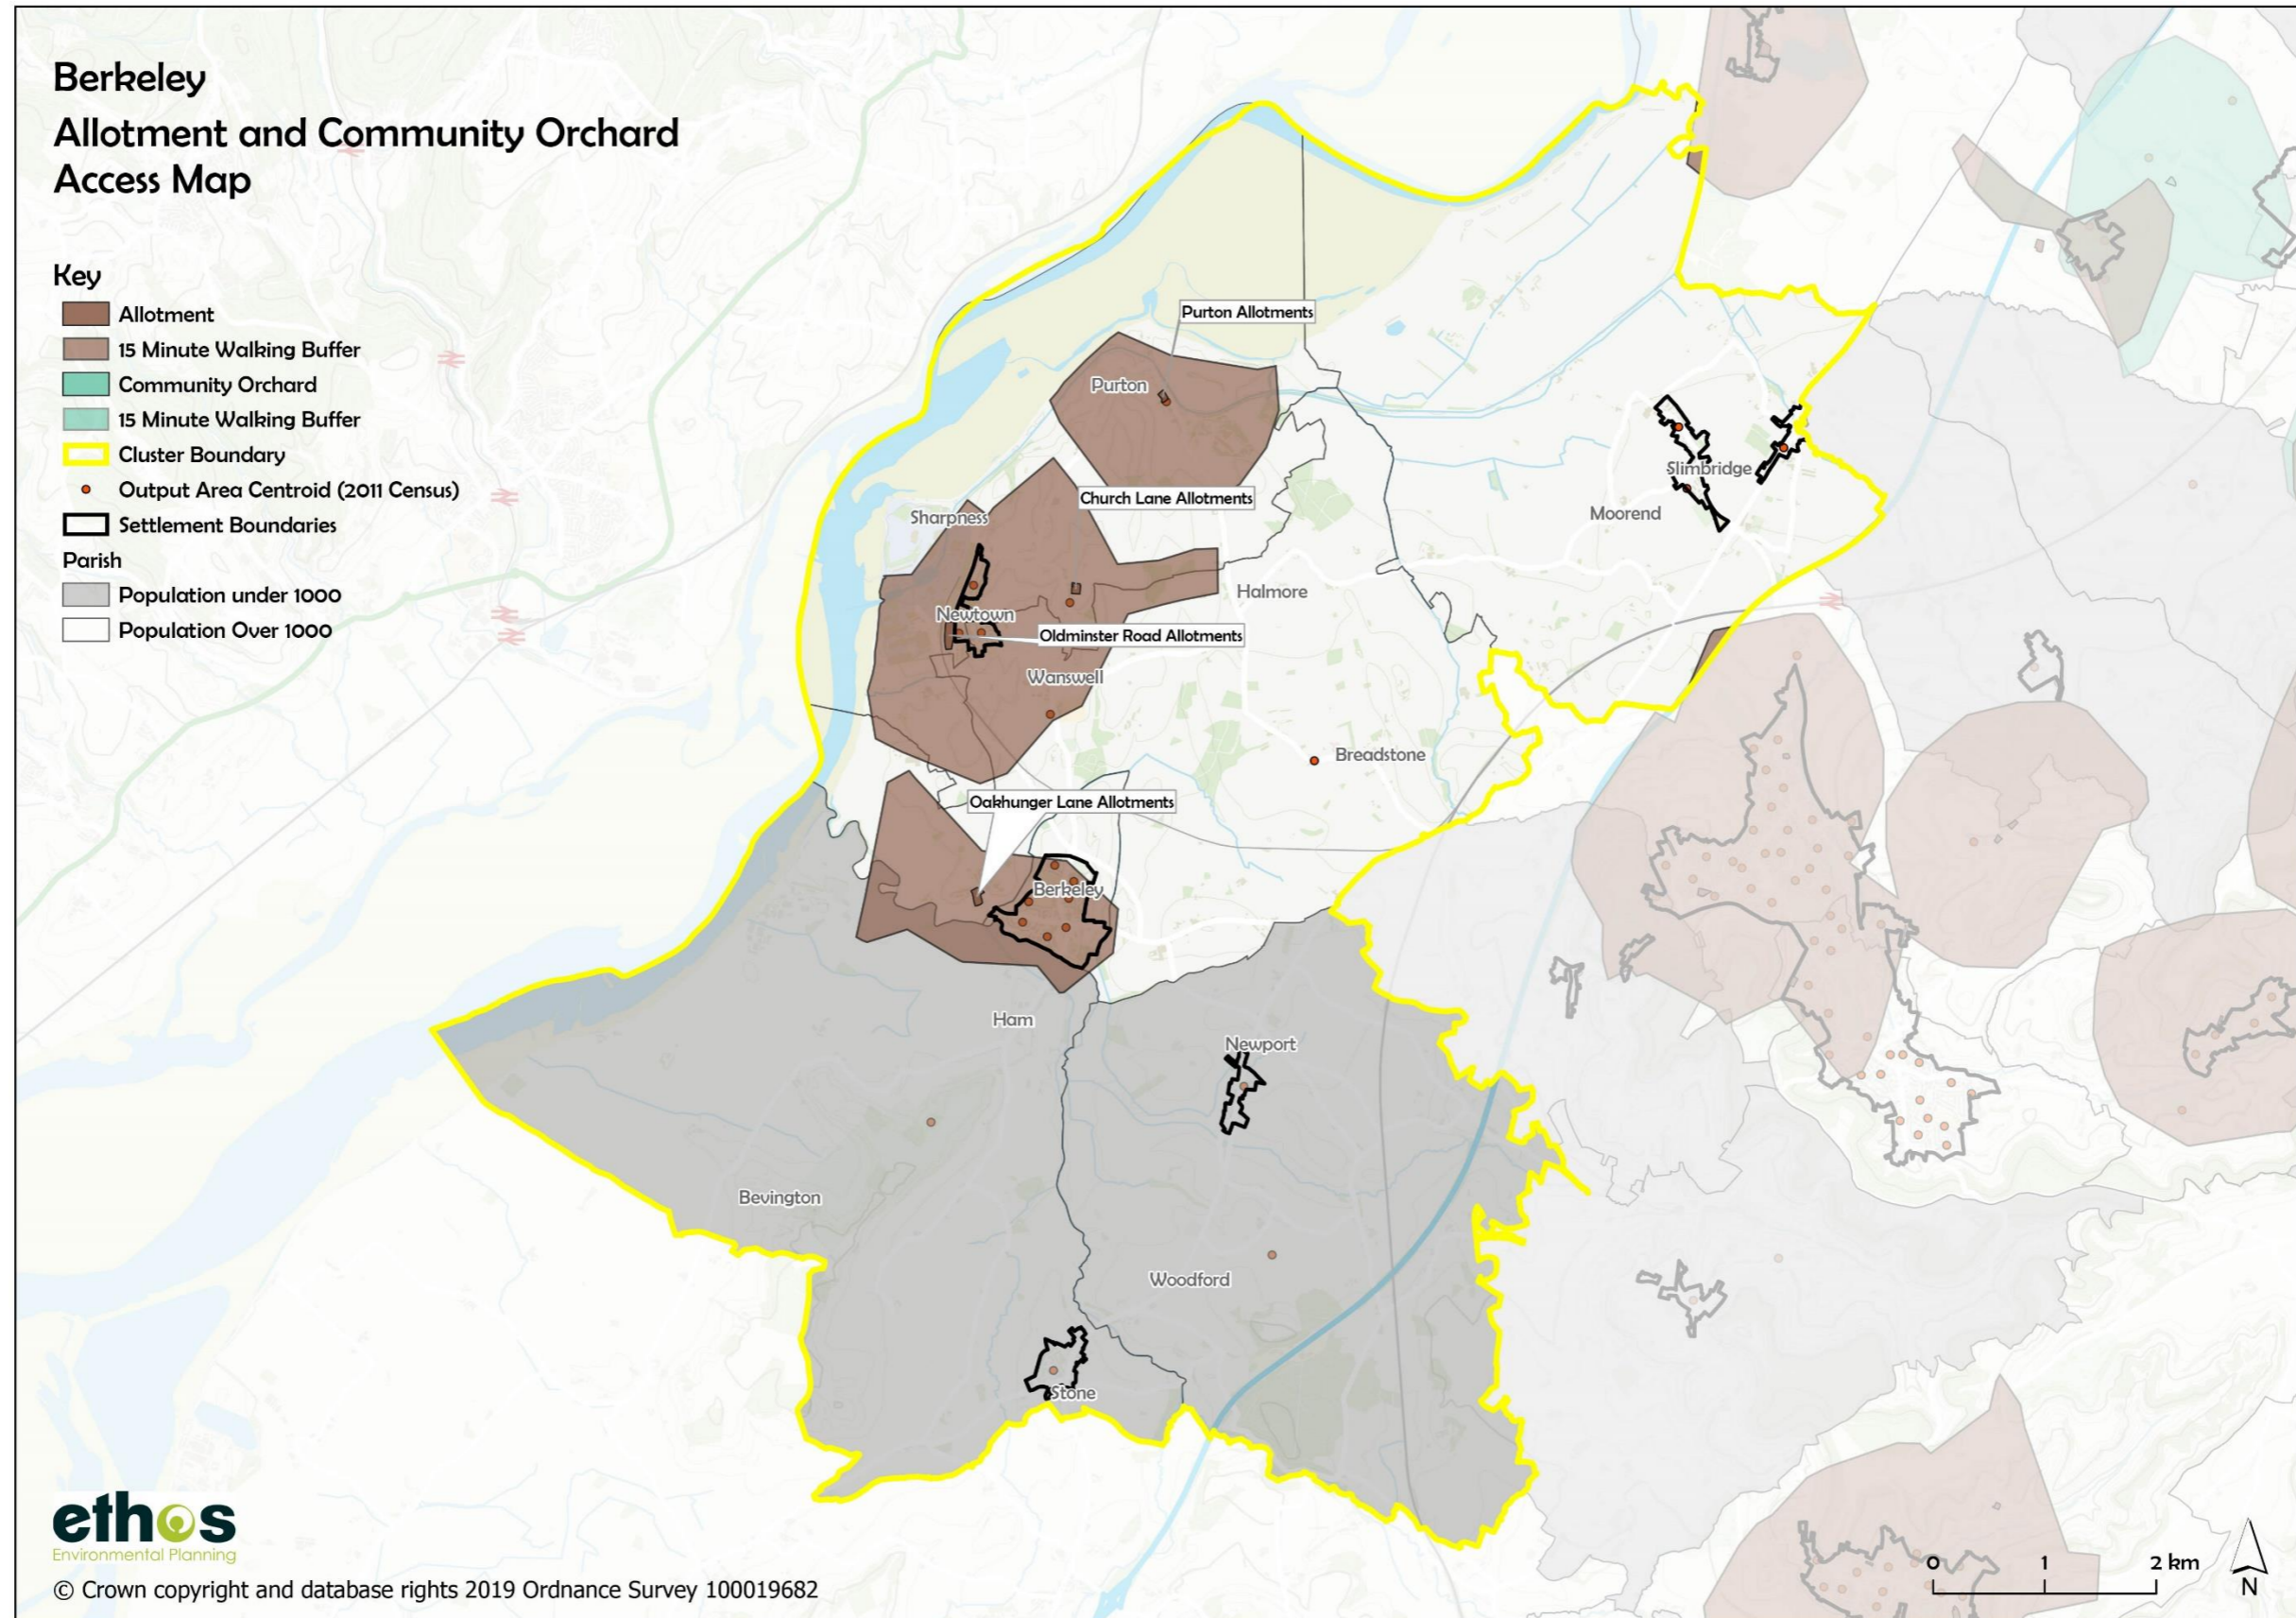 Berkeley
Allotment and Community Orchard
Access Map
Key
Allotment
15 Minute Walking Buffer
Community Orchard
15 Minute Walking Buffer
Cluster Boundary
Output Area Centroid (2011 Census)
Settlement Boundaries
Parish
Population under 1000
Population Over 1000
Purton Allotments
Purton
Church Lane Allotments
Sharpness
Slimbridge
Moorend
Halmore
Newtown
Oldminster Road Allotments
Wanswell
Breadstone
Oakhunger Lane Allotments
Berkeley
Ham
Newport
Bevington
Woodford
Stone
ethos
Environmental Planning
© Crown copyright and database rights 2019 Ordnance Survey 100019682
0 1 2 km
N